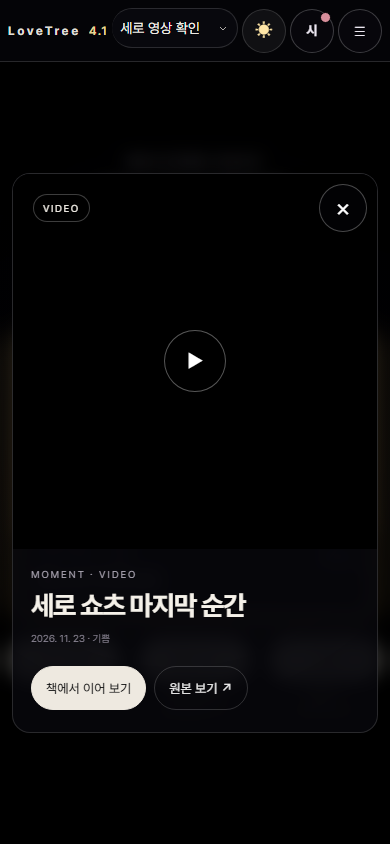 LoveTree 4.1 세로 영상 확인 시
VIDEO
MOMENT · VIDEO
세로 쇼츠 마지막 순간
2026. 11. 23 · 기쁨
책에서 이어 보기 원본 보기 ↗